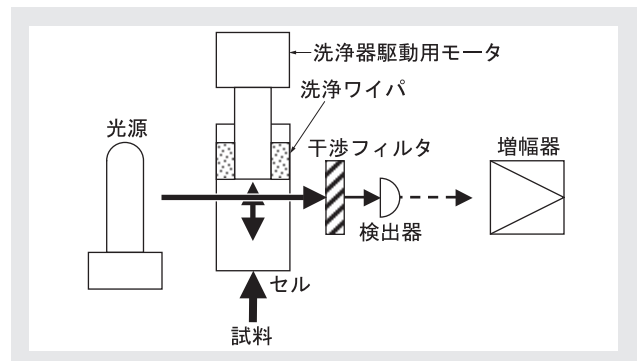 洗浄器駆動用モータ
洗浄ワイパ
光源
干渉フィルタ
増幅器
検出器
セル
試料